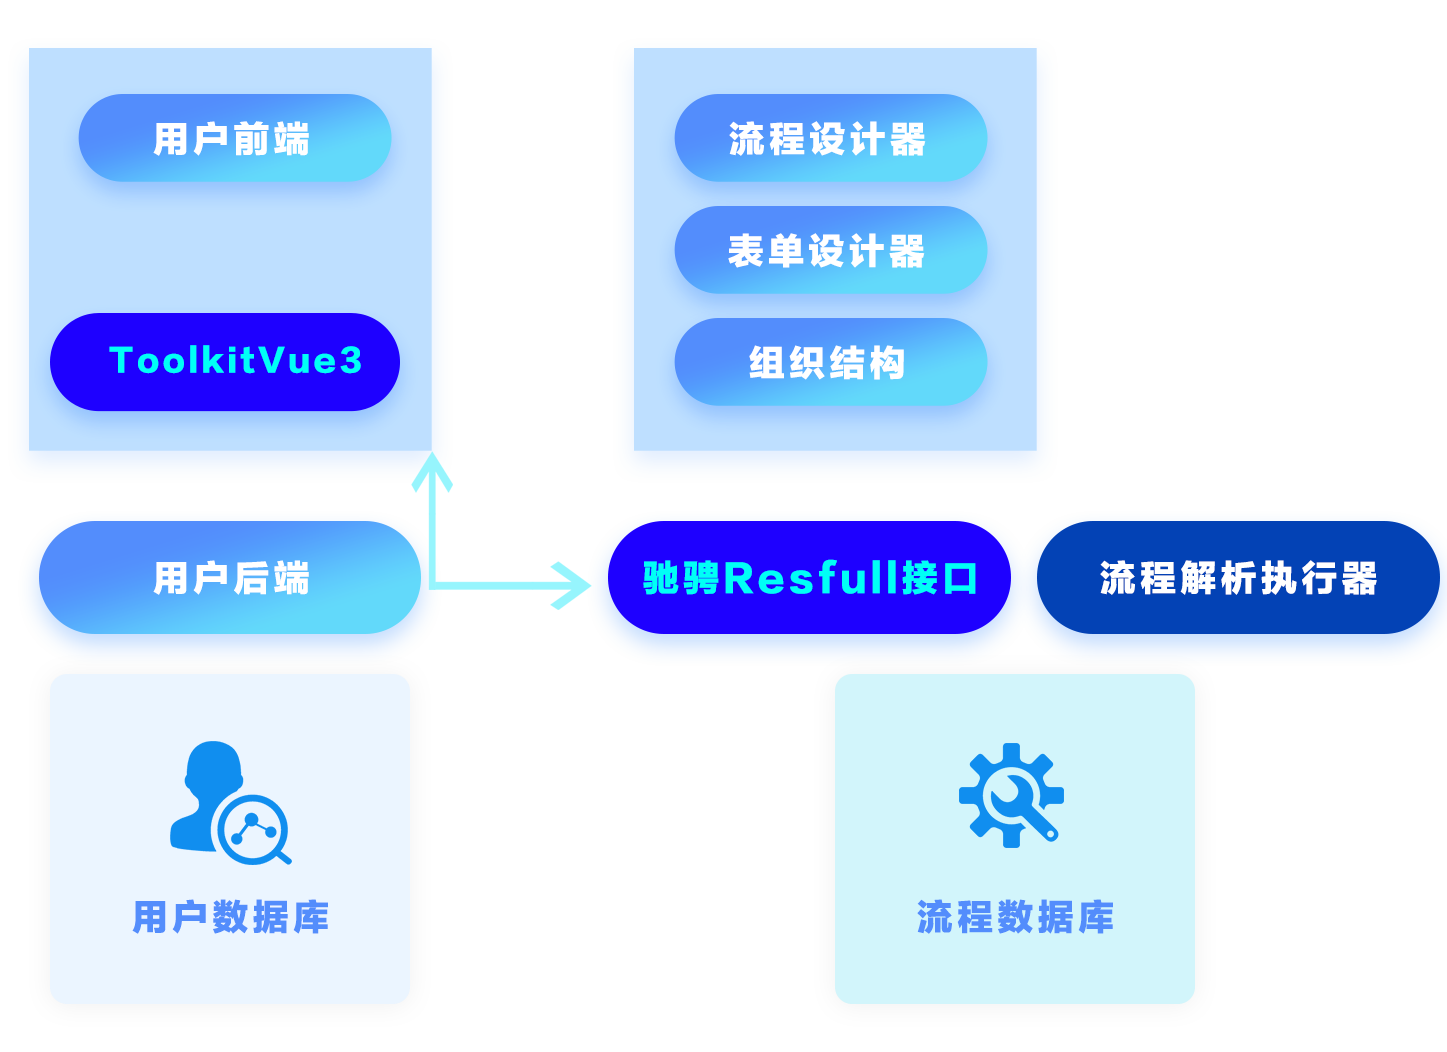 用户前端
ToolkitVue3
流程设计器
表单设计器
组织结构
用户后端
驰骋Resfull接口
流程解析执行器
用户数据库
流程数据库